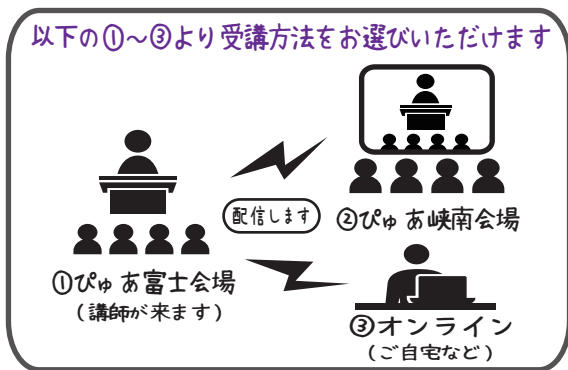 以下の①～③より受講方法をお選びいただけます
配信します
②ぴゅあ峡南会場
①ぴゅあ富士会場
(講師が来ます)
③オンライン
(ご自宅など)